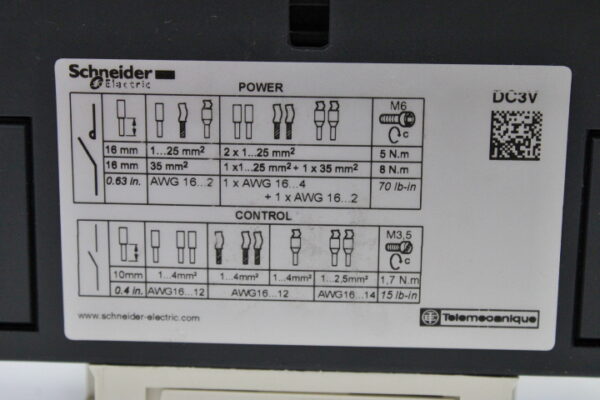 Schneider
Electric
POWER
DC3V
M6
C
16 mm 1...25 mm² 2 x 1...25 mm² 5 N.m
16 mm 35 mm² 1 x1...25 mm² + 1 x 35 mm² 8 N.m
0.63 in. AWG 16...2 1 x AWG 16...4 70 lb-in
+ 1 x AWG 16...2
CONTROL
M3,5
C
10mm 1...4mm² 1...4mm² 1...4mm² 1...2,5mm² 1,7 N.m
0.4 in. AWG16...12 AWG16...12 AWG16...14 15 lb-in
www.schneider-electric.com
Telemecanique